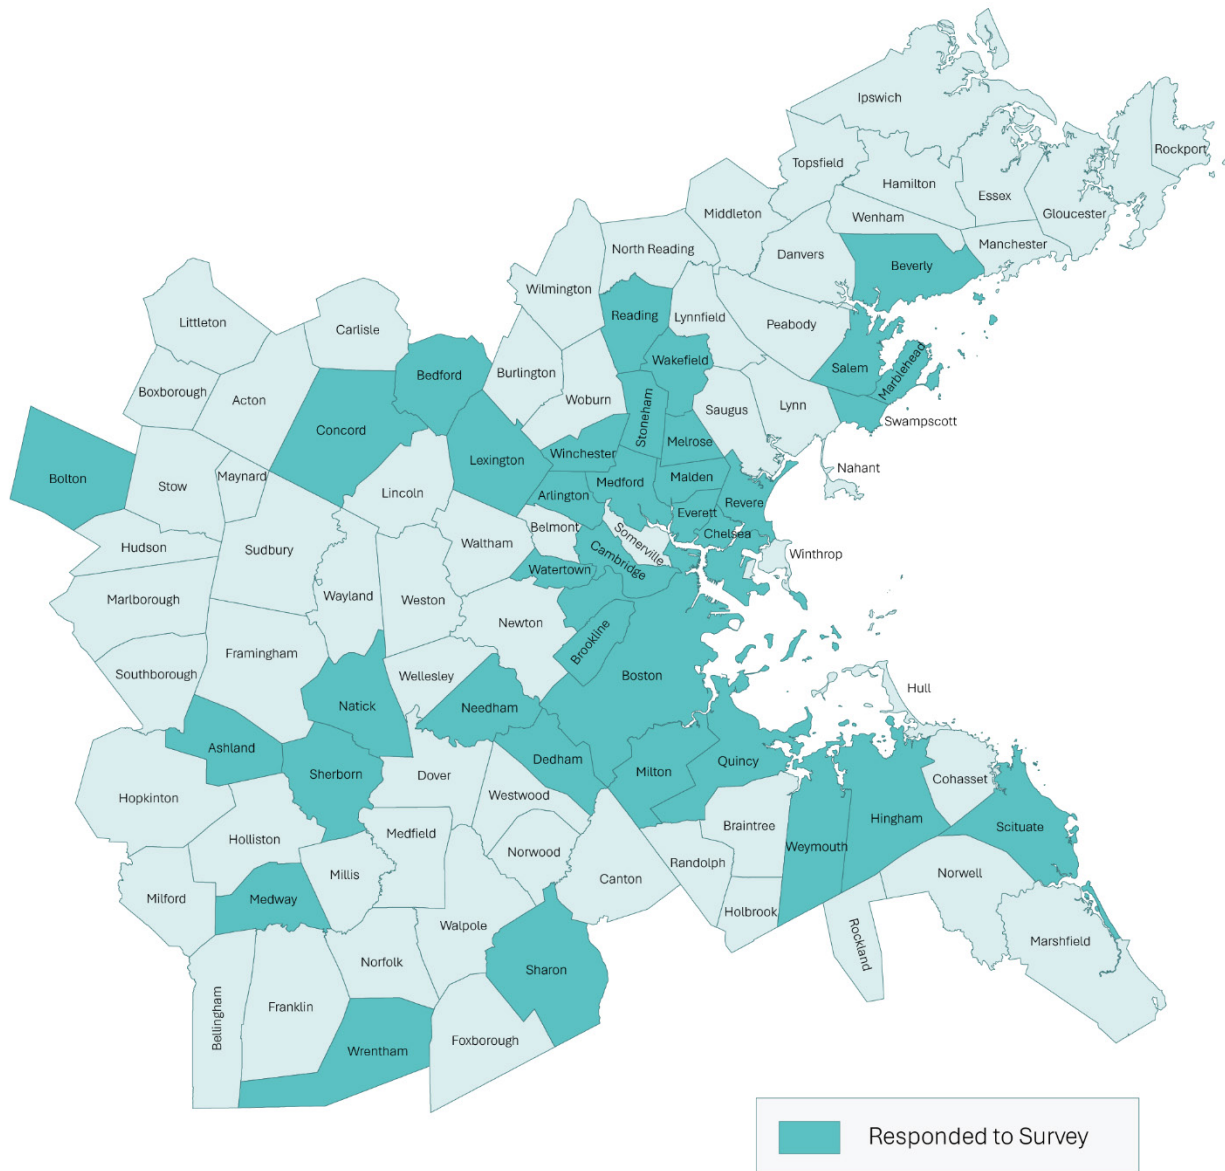 Ipswich
Rockport
Topsfield
Hamilton
Essex
Middleton
Gloucester
Wenham
North Reading
Manchester
Danvers
Beverly
Wilmington
Reading
Lynnfield
Littleton
Carlisle
Peabody
Wakefield
Salem
Marblehead
Bedford
Burlington
Boxborough
Acton
Woburn
Stoneham
Saugus
Lynn
Swampscott
Concord
Melrose
Winchester
Lexington
Nahant
Bolton
Maynard
Stow
Lincoln
Medford
Malden
Arlington
Revere
Everett
Belmont
Somerville
Chelsea
Hudson
Sudbury
Waltham
Winthrop
Watertown
Cambridge
Marlborough
Wayland
Weston
Newton
Brookline
Framingham
Southborough
Wellesley
Boston
Hull
Natick
Needham
Ashland
Dedham
Quincy
Sherborn
Milton
Dover
Cohasset
Hopkinton
Westwood
Hingham
Scituate
Braintree
Medfield
Holliston
Weymouth
Norwood
Randolph
Millis
Canton
Norwell
Milford
Medway
Holbrook
Walpole
Rockland
Marshfield
Norfolk
Sharon
Franklin
Bellingham
Foxborough
Wrentham
Responded to Survey